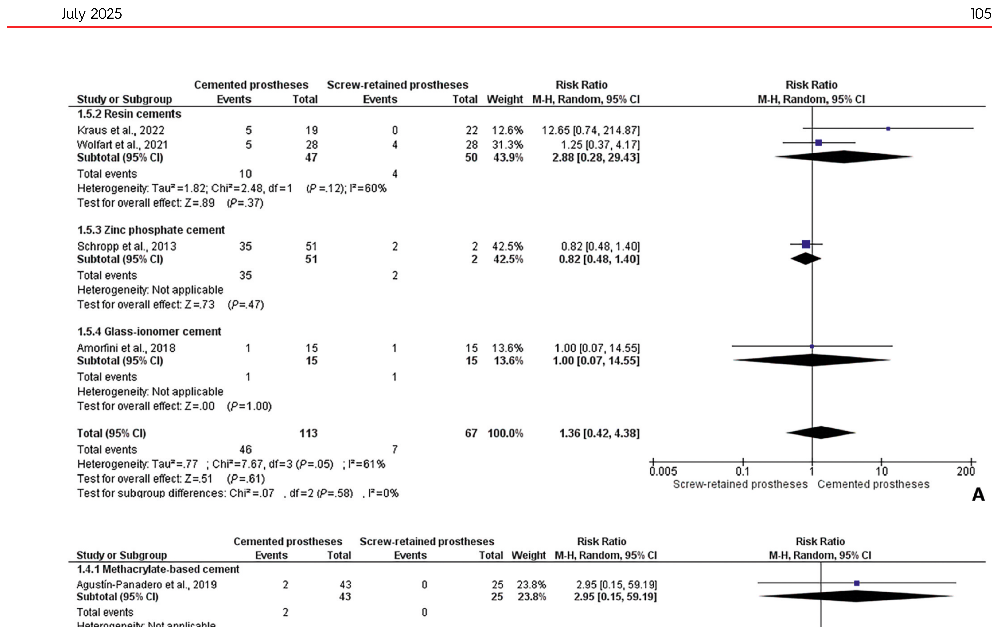 July 2025 105
Cemented prostheses Screw-retained prostheses Risk Ratio Risk Ratio
Study or Subgroup Events Total Events Total Weight M-H, Random, 95% CI M-H, Random, 95% CI
1.5.2 Resin cements
Kraus et al., 2022 5 19 0 22 12.6% 12.65 [0.74, 214.87]
Wolfart et al., 2021 5 28 4 28 31.3% 1.25 [0.37, 4.17]
Subtotal (95% CI) 47 50 43.9% 2.88 [0.28, 29.43]
Total events 10 4
Heterogeneity: Tau²=1.82; Chi²=2.48, df=1 (P=.12); I²=60%
Test for overall effect: Z=.89 (P=.37)
1.5.3 Zinc phosphate cement
Schropp et al., 2013 35 51 2 2 42.5% 0.82 [0.48, 1.40]
Subtotal (95% CI) 51 2 42.5% 0.82 [0.48, 1.40]
Total events 35 2
Heterogeneity: Not applicable
Test for overall effect: Z=.73 (P=.47)
1.5.4 Glass-ionomer cement
Amorfini et al., 2018 1 15 1 15 13.6% 1.00 [0.07, 14.55]
Subtotal (95% CI) 15 15 13.6% 1.00 [0.07, 14.55]
Total events 1 1
Heterogeneity: Not applicable
Test for overall effect: Z=.00 (P=1.00)
Total (95% CI) 113 67 100.0% 1.36 [0.42, 4.38]
Total events 46 7
Heterogeneity: Tau²=.77 ; Chi²=7.67, df=3 (P=.05) ; I²=61%
Test for overall effect: Z=.51 (P=.61)
Test for subgroup differences: Chi²=.07 , df=2 (P=.58) , I²=0%
0.005 0.1 1 10 200
Screw-retained prostheses Cemented prostheses
A
Cemented prostheses Screw-retained prostheses Risk Ratio Risk Ratio
Study or Subgroup Events Total Events Total Weight M-H, Random, 95% CI M-H, Random, 95% CI
1.4.1 Methacrylate-based cement
Agustín-Panadero et al., 2019 2 43 0 25 23.8% 2.95 [0.15, 59.19]
Subtotal (95% CI) 43 25 23.8% 2.95 [0.15, 59.19]
Total events 2 0
Heterogeneity: Not applicable